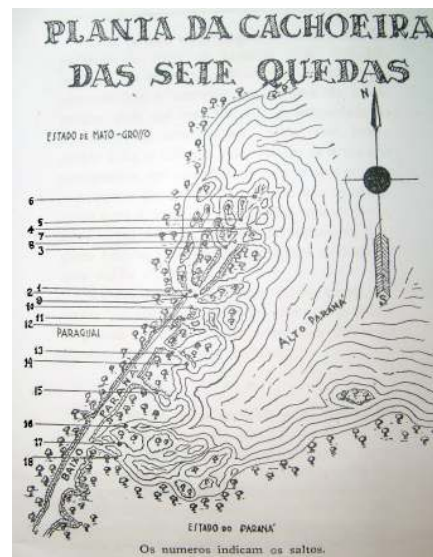 PLANTA DA CACHOEIRA
DAS SETE QUEDAS
N
ESTADO DE MATO-GROSSO
6
5
4
7
8
3
1
2
9
10
11
12
PARAGUAI
ALTO PARANÁ
13
14
15
BAIXO PARANÁ
16
17
18
S
ESTADO DO PARANÁ
Os numeros indicam os saltos.